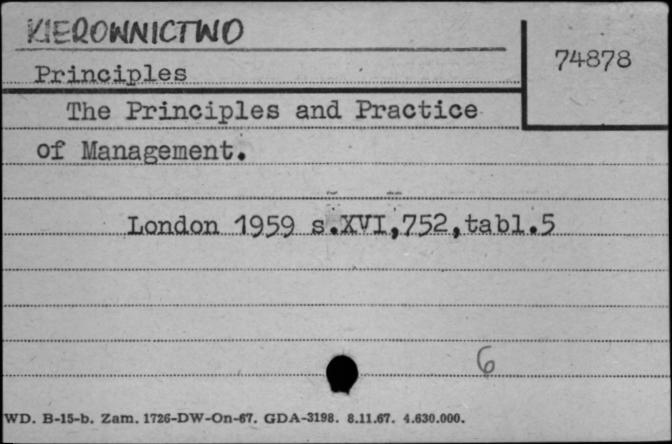 KIEROWNICTWO
74878
Principles
The Principles and Practice
of Management.
London 1959 s.XVI,752,tabl.5
6
WD. B-15-b. Zam. 1726-DW-On-67. GDA-3198. 8.11.67. 4.630.000.